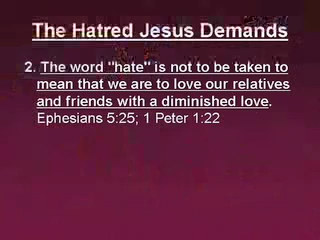 The Hatred Jesus Demands
2. The word "hate" is not to be taken to
mean that we are to love our relatives
and friends with a diminished love.
Ephesians 5:25; 1 Peter 1:22